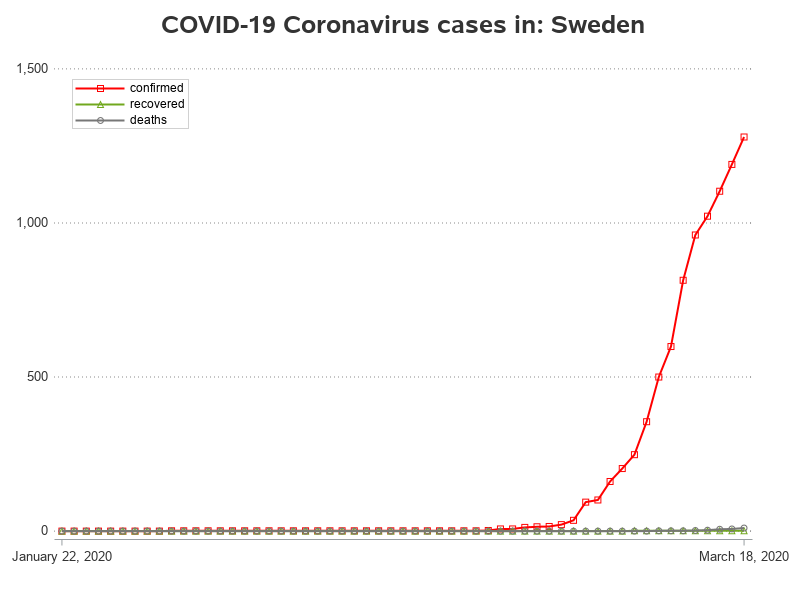 COVID-19 Coronavirus cases in: Sweden
1,500
confirmed
recovered
deaths
1,000
500
0
January 22, 2020
March 18, 2020